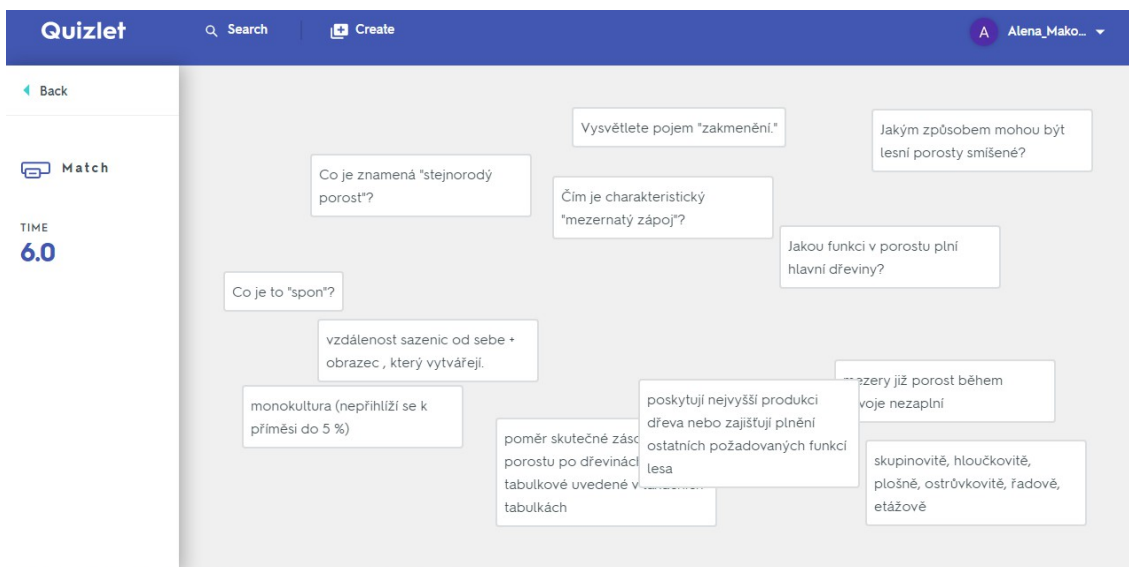 Quizlet
Search
Create
A
Alena_Mako...
Back
Match
TIME
6.0
Vysvětlete pojem "zakmenění."
Jakým způsobem mohou být
lesní porosty smíšené?
Co je znamená "stejnorodý
porost"?
Čím je charakteristický
"mezernatý zápoj"?
Jakou funkci v porostu plní
hlavní dřeviny?
Co je to "spon"?
vzdálenost sazenic od sebe +
obrazec , který vytvářejí.
monokultura (nepřihlíží se k
příměsi do 5 %)
poměr skutečné
porostu po dřevinách
tabulkové uvedené v
tabulkách
poskytují nejvyšší produkci
dřeva nebo zajišťují plnění
ostatních požadovaných funkcí
lesa
mezery již porost během
nezaplní
skupinovitě, hloučkovitě,
plošně, ostrůvkovitě, řadově,
etážově